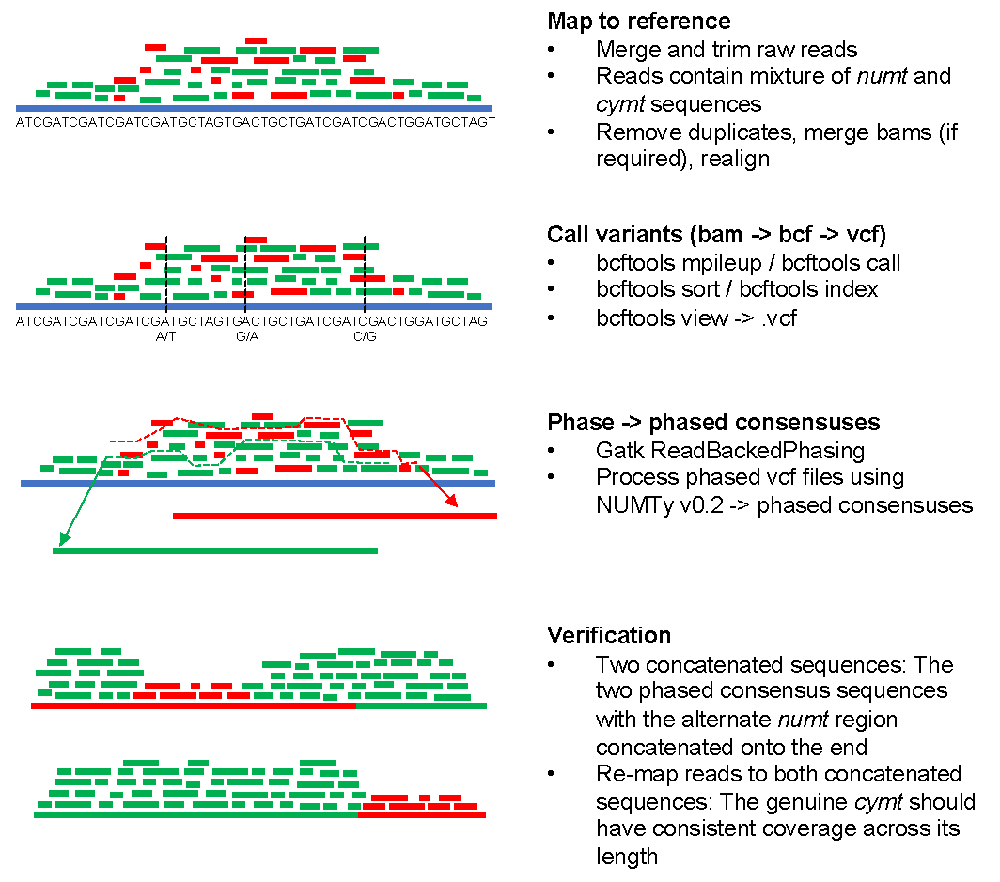 Map to reference
• Merge and trim raw reads
• Reads contain mixture of numt and
cymt sequences
• Remove duplicates, merge bams (if
required), realign
ATCGATCGATCGATCGATGCTAGTGACTGCTGATCGATCGACTGGATGCTAGT
Call variants (bam -> bcf -> vcf)
• bcftools mpileup / bcftools call
• bcftools sort / bcftools index
• bcftools view -> .vcf
ATCGATCGATCGATCGATGCTAGTGACTGCTGATCGATCGACTGGATGCTAGT
A/T G/A C/G
Phase -> phased consensuses
• Gatk ReadBackedPhasing
• Process phased vcf files using
NUMTy v0.2 -> phased consensuses
Verification
• Two concatenated sequences: The
two phased consensus sequences
with the alternate numt region
concatenated onto the end
• Re-map reads to both concatenated
sequences: The genuine cymt should
have consistent coverage across its
length